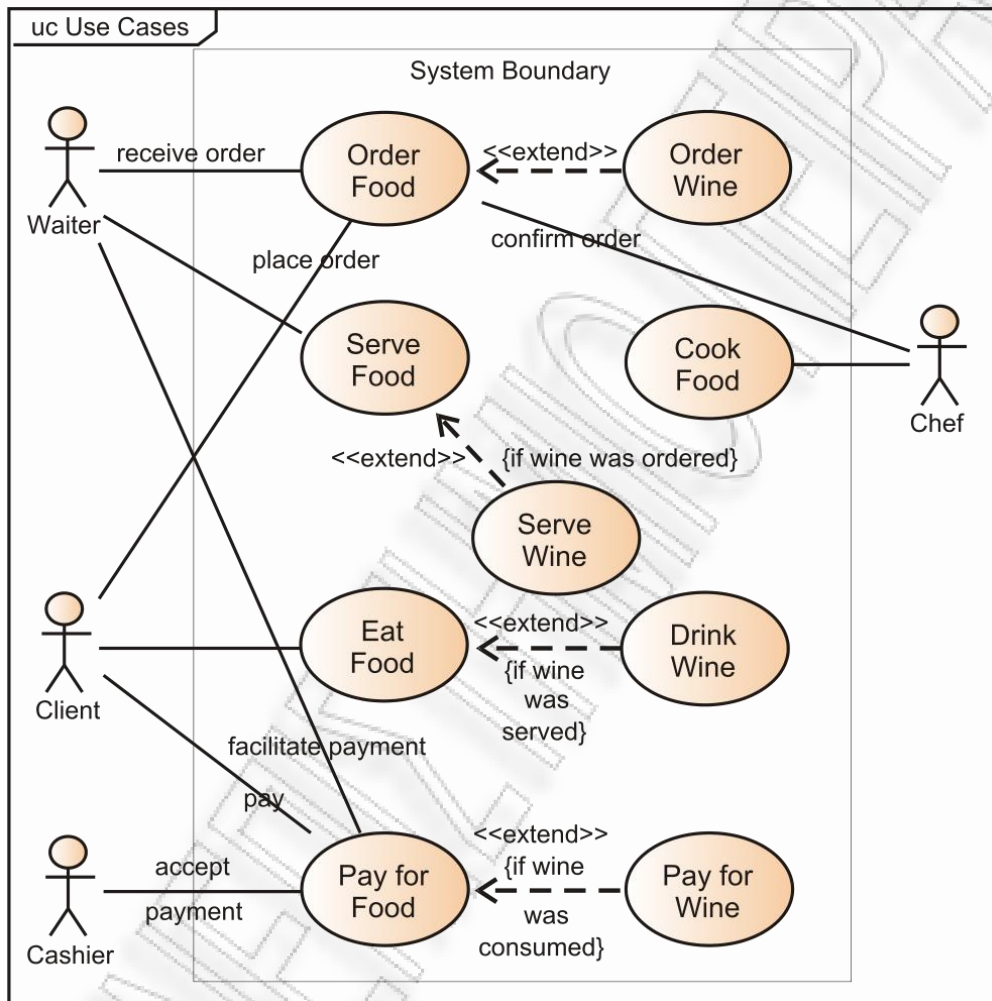 uc Use Cases
System Boundary
Waiter
receive order
Order
Food
<<extend>>
Order
Wine
place order
confirm order
Serve
Food
Cook
Food
Chef
<<extend>>
{if wine was ordered}
Serve
Wine
Client
Eat
Food
<<extend>>
{if wine
was
served}
Drink
Wine
facilitate payment
pay
Cashier
accept
payment
Pay for
Food
<<extend>>
{if wine
was
consumed}
Pay for
Wine